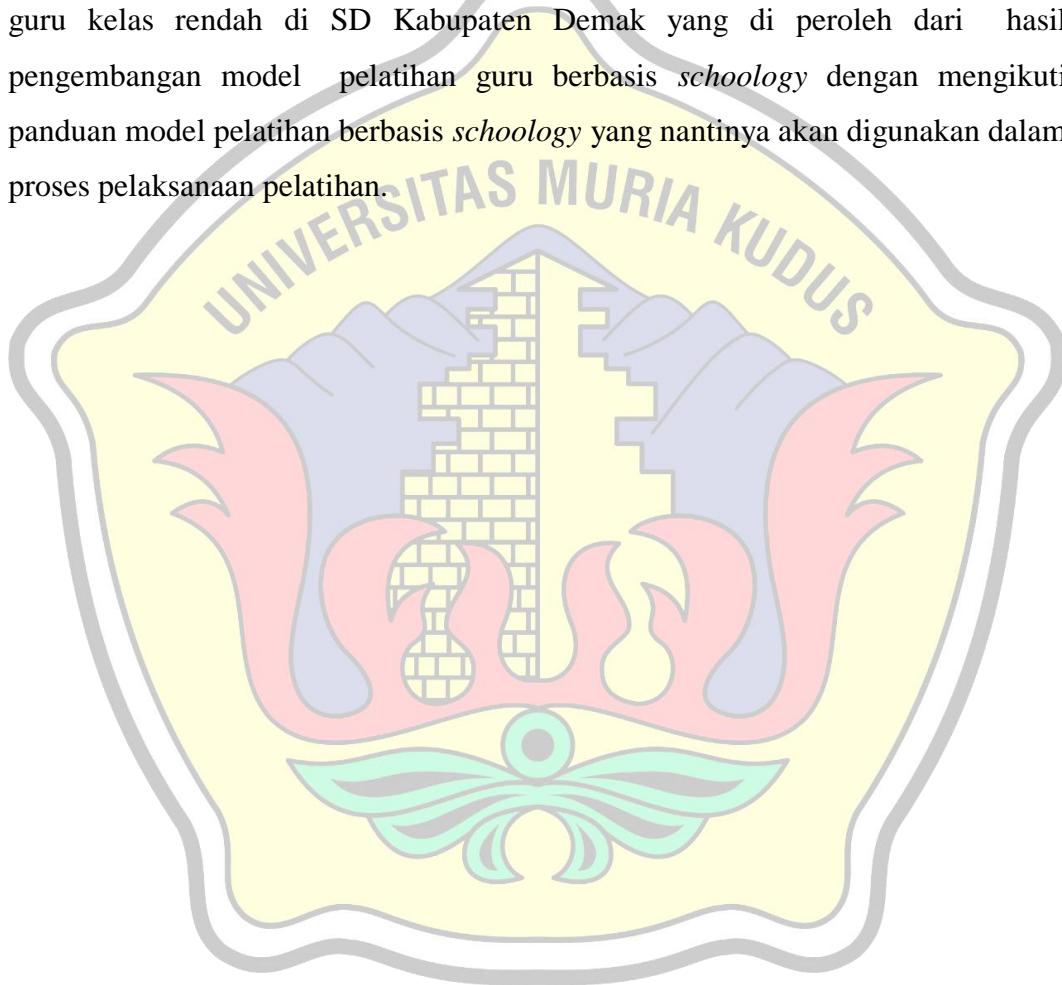 guru kelas rendah di SD Kabupaten Demak yang di peroleh dari hasil
pengembangan model pelatihan guru berbasis schoology dengan mengikuti
panduan model pelatihan berbasis schoology yang nantinya akan digunakan dalam
proses pelaksanaan pelatihan.
UNIVERSITAS MURIA KUDUS